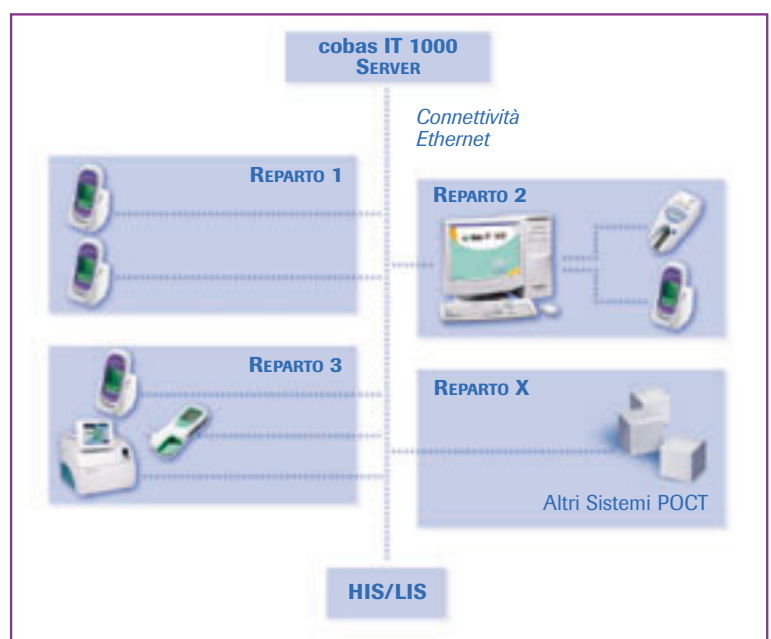 cobas IT 1000
SERVER
Connettività
Ethernet
REPARTO 1
REPARTO 2
REPARTO 3
REPARTO X
Altri Sistemi POCT
HIS/LIS